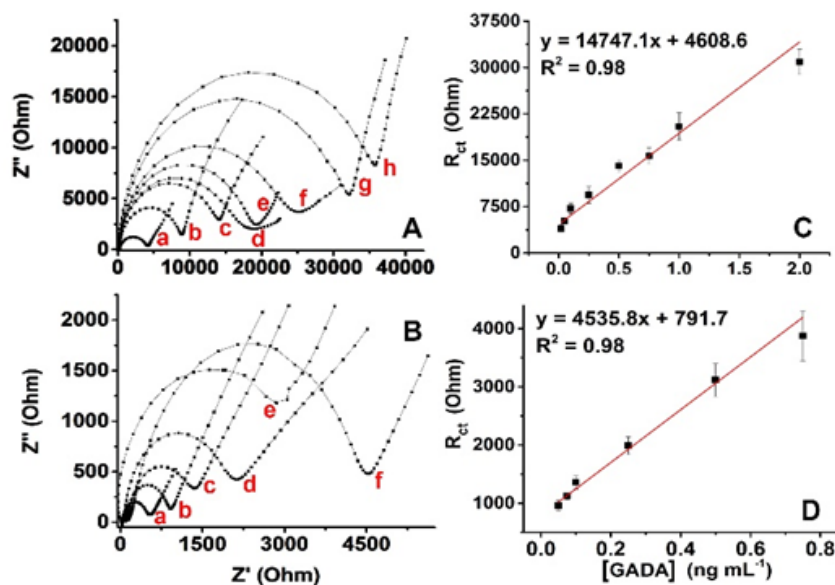 20000
15000
10000
5000
0
Z'' (Ohm)
a
b
c
d
e
f
g
h
A
0
10000
20000
30000
40000
37500
30000
22500
15000
7500
0
R_ct (Ohm)
y = 14747.1x + 4608.6
R² = 0.98
C
0.0
0.5
1.0
1.5
2.0
2000
1500
1000
500
0
Z'' (Ohm)
B
a
b
c
d
e
f
0
1500
3000
4500
Z' (Ohm)
4000
3000
2000
1000
R_ct (Ohm)
y = 4535.8x + 791.7
R² = 0.98
D
0.0
0.2
0.4
0.6
0.8
[GADA] (ng mL⁻¹)